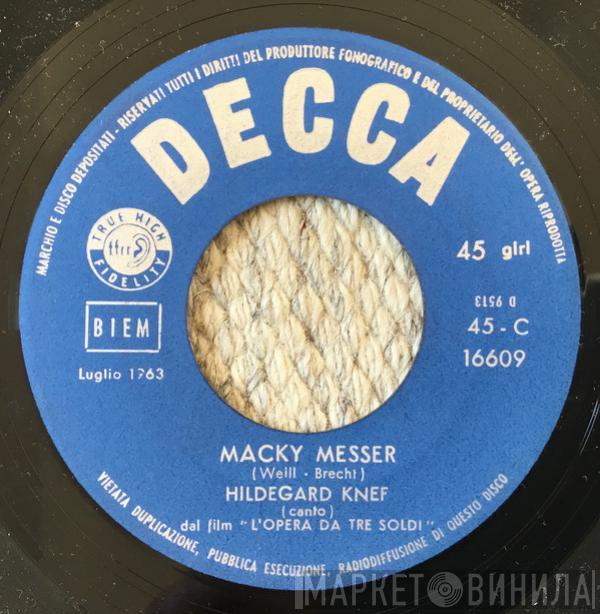 MARCHIO E DISCO DEPOSITATI - RISERVATI TUTTI I DIRITTI DEL PRODUTTORE FONOGRAFICO E DEL PROPRIETARIO DELL' OPERA RIPRODOTTA
DECCA
TRUE HIGH
ffrr
FIDELITY
45 giri
D 9513
BIEM
45 - C
16609
Luglio 1963
MACKY MESSER
(Weill - Brecht)
HILDEGARD KNEF
(canto)
dal film "L'OPERA DA TRE SOLDI"
VIETATA DUPLICAZIONE, PUBBLICA ESECUZIONE, RADIODIFFUSIONE DI QUESTO DISCO
МАРКЕТ ВИНИЛА